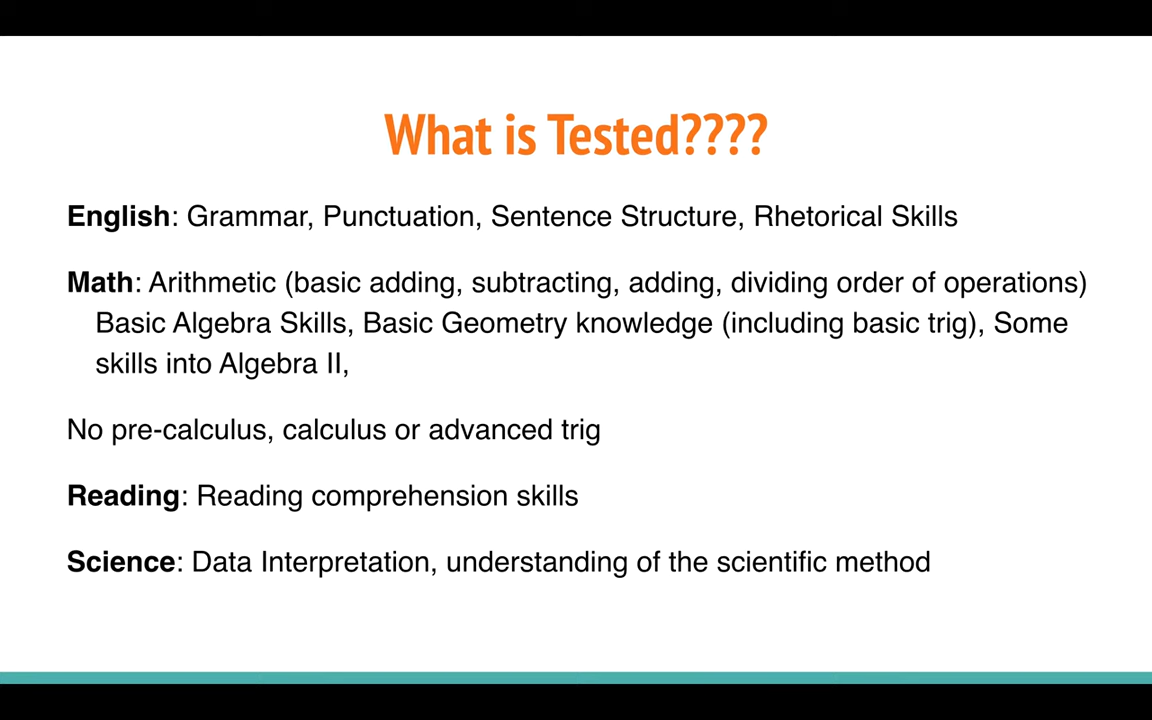 What is Tested????
English: Grammar, Punctuation, Sentence Structure, Rhetorical Skills
Math: Arithmetic (basic adding, subtracting, adding, dividing order of operations)
Basic Algebra Skills, Basic Geometry knowledge (including basic trig), Some
skills into Algebra II,
No pre-calculus, calculus or advanced trig
Reading: Reading comprehension skills
Science: Data Interpretation, understanding of the scientific method